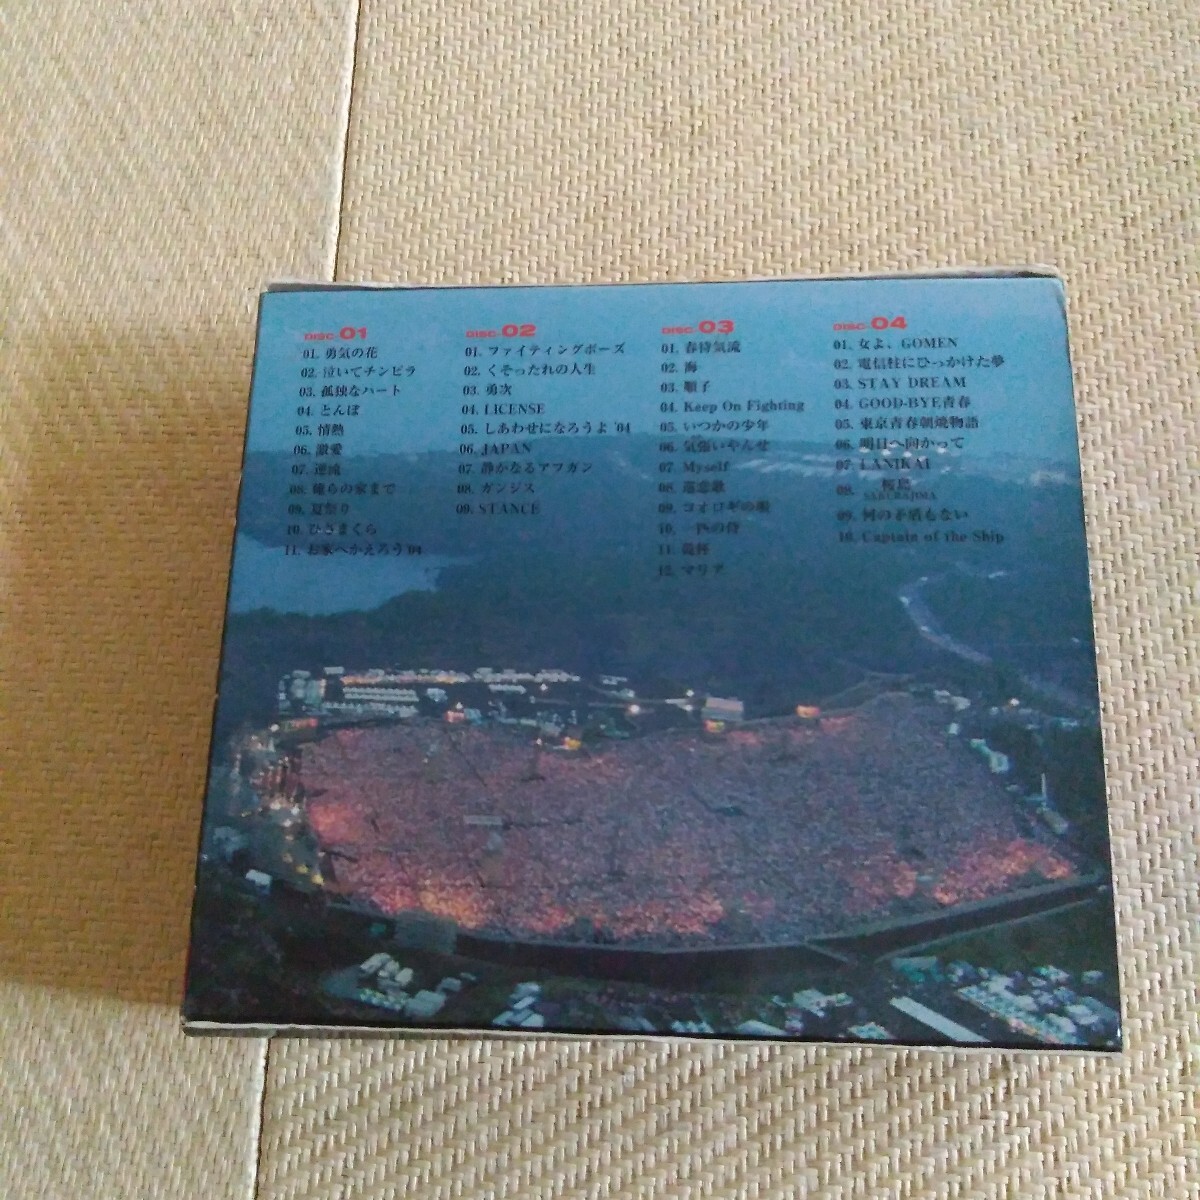 DISC 01
01. 勇気の花
02. 泣いてチンピラ
03. 孤独なハート
04. とんぼ
05. 情熱
06. 激愛
07. 逆流
08. 俺らの家まで
09. 夏祭り
10. ひざまくら
11. お家へかえろう'04
DISC 02
01. ファイティングポーズ
02. くそったれの人生
03. 勇次
04. LICENSE
05. しあわせになろうよ '04
06. JAPAN
07. 静かなるアフガン
08. ガンジス
09. STANCE
DISC 03
01. 春待気流
02. 海
03. 順子
04. Keep On Fighting
05. いつかの少年
06. 気張いやんせ
07. Myself
08. 巡恋歌
09. コオロギの唄
10. 一匹の侍
11. 乾杯
12. マリア
DISC 04
01. 女よ、GOMEN
02. 電信柱にひっかけた夢
03. STAY DREAM
04. GOOD-BYE青春
05. 東京青春朝焼物語
06. 明日へ向かって
07. LANIKAI
08. 桜島
SAKURAJIMA
09. 何の矛盾もない
10. Captain of the Ship